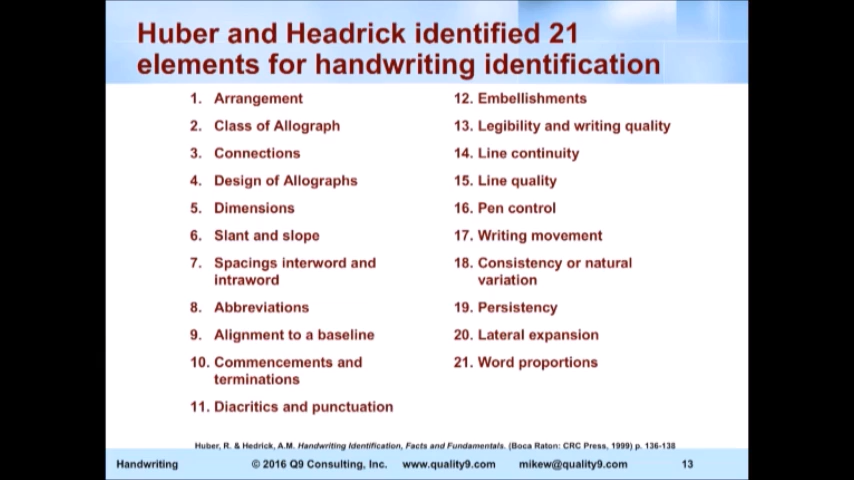 Huber and Headrick identified 21
elements for handwriting identification
1. Arrangement
2. Class of Allograph
3. Connections
4. Design of Allographs
5. Dimensions
6. Slant and slope
7. Spacings interword and
intraword
8. Abbreviations
9. Alignment to a baseline
10. Commencements and
terminations
11. Diacritics and punctuation
12. Embellishments
13. Legibility and writing quality
14. Line continuity
15. Line quality
16. Pen control
17. Writing movement
18. Consistency or natural
variation
19. Persistency
20. Lateral expansion
21. Word proportions
Huber, R. & Hedrick, A.M. Handwriting Identification, Facts and Fundamentals. (Boca Raton: CRC Press, 1999) p. 136-138
Handwriting © 2016 Q9 Consulting, Inc. www.quality9.com mikew@quality9.com 13